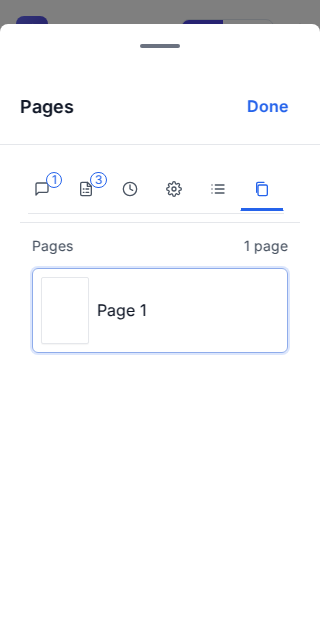 Pages
Done
1
3
Pages
1 page
Page 1